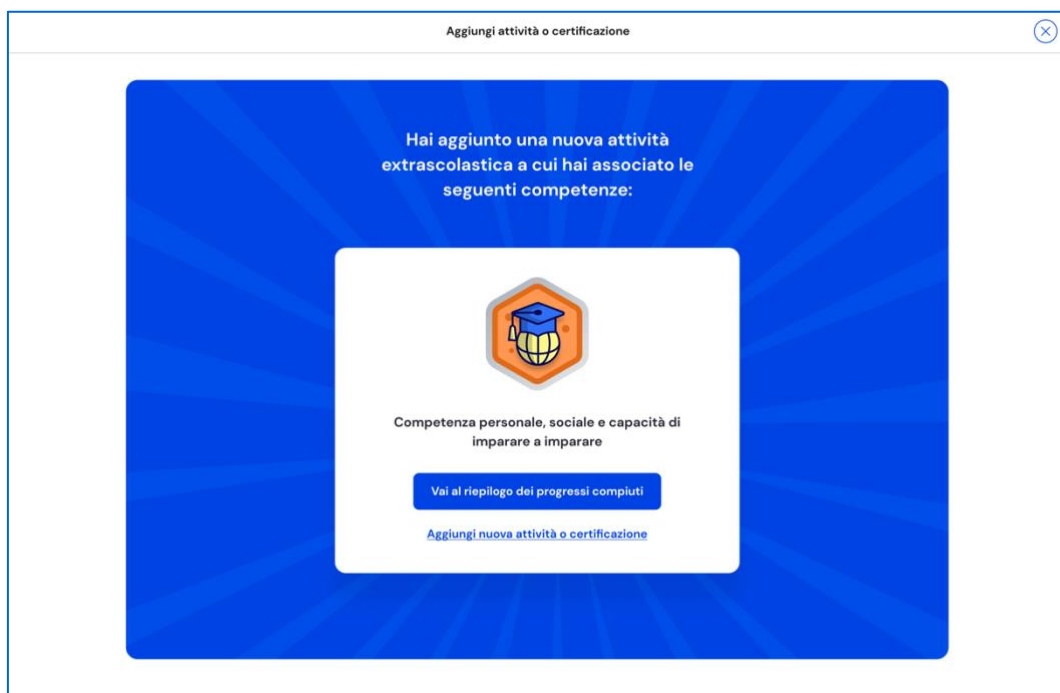 Aggiungi attività o certificazione
Hai aggiunto una nuova attività
extrascolastica a cui hai associato le
seguenti competenze:
Competenza personale, sociale e capacità di
imparare a imparare
Vai al riepilogo dei progressi compiuti
Aggiungi nuova attività o certificazione